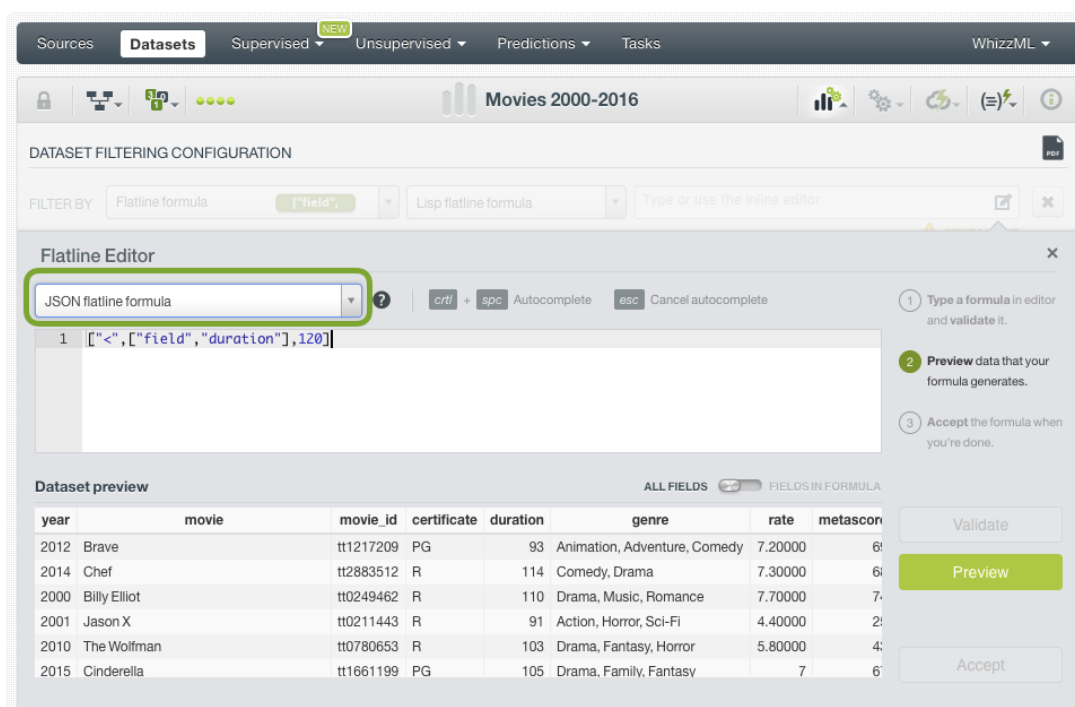 NEW
Sources Datasets Supervised Unsupervised Predictions Tasks WhizzML
Movies 2000-2016
DATASET FILTERING CONFIGURATION
PDF
FILTER BY Flatline formula ["field", Lisp flatline formula Type or use the inline editor
Flatline Editor
JSON flatline formula ? crtl + spc Autocomplete esc Cancel autocomplete
1 Type a formula in editor and validate it.
1 ["<",["field","duration"],120]
2 Preview data that your formula generates.
3 Accept the formula when you're done.
Dataset preview ALL FIELDS FIELDS IN FORMULA
year movie movie_id certificate duration genre rate metascore
2012 Brave tt1217209 PG 93 Animation, Adventure, Comedy 7.20000
2014 Chef tt2883512 R 114 Comedy, Drama 7.30000
2000 Billy Elliot tt0249462 R 110 Drama, Music, Romance 7.70000
2001 Jason X tt0211443 R 91 Action, Horror, Sci-Fi 4.40000
2010 The Wolfman tt0780653 R 103 Drama, Fantasy, Horror 5.80000
2015 Cinderella tt1661199 PG 105 Drama, Family, Fantasy 7
Validate
Preview
Accept